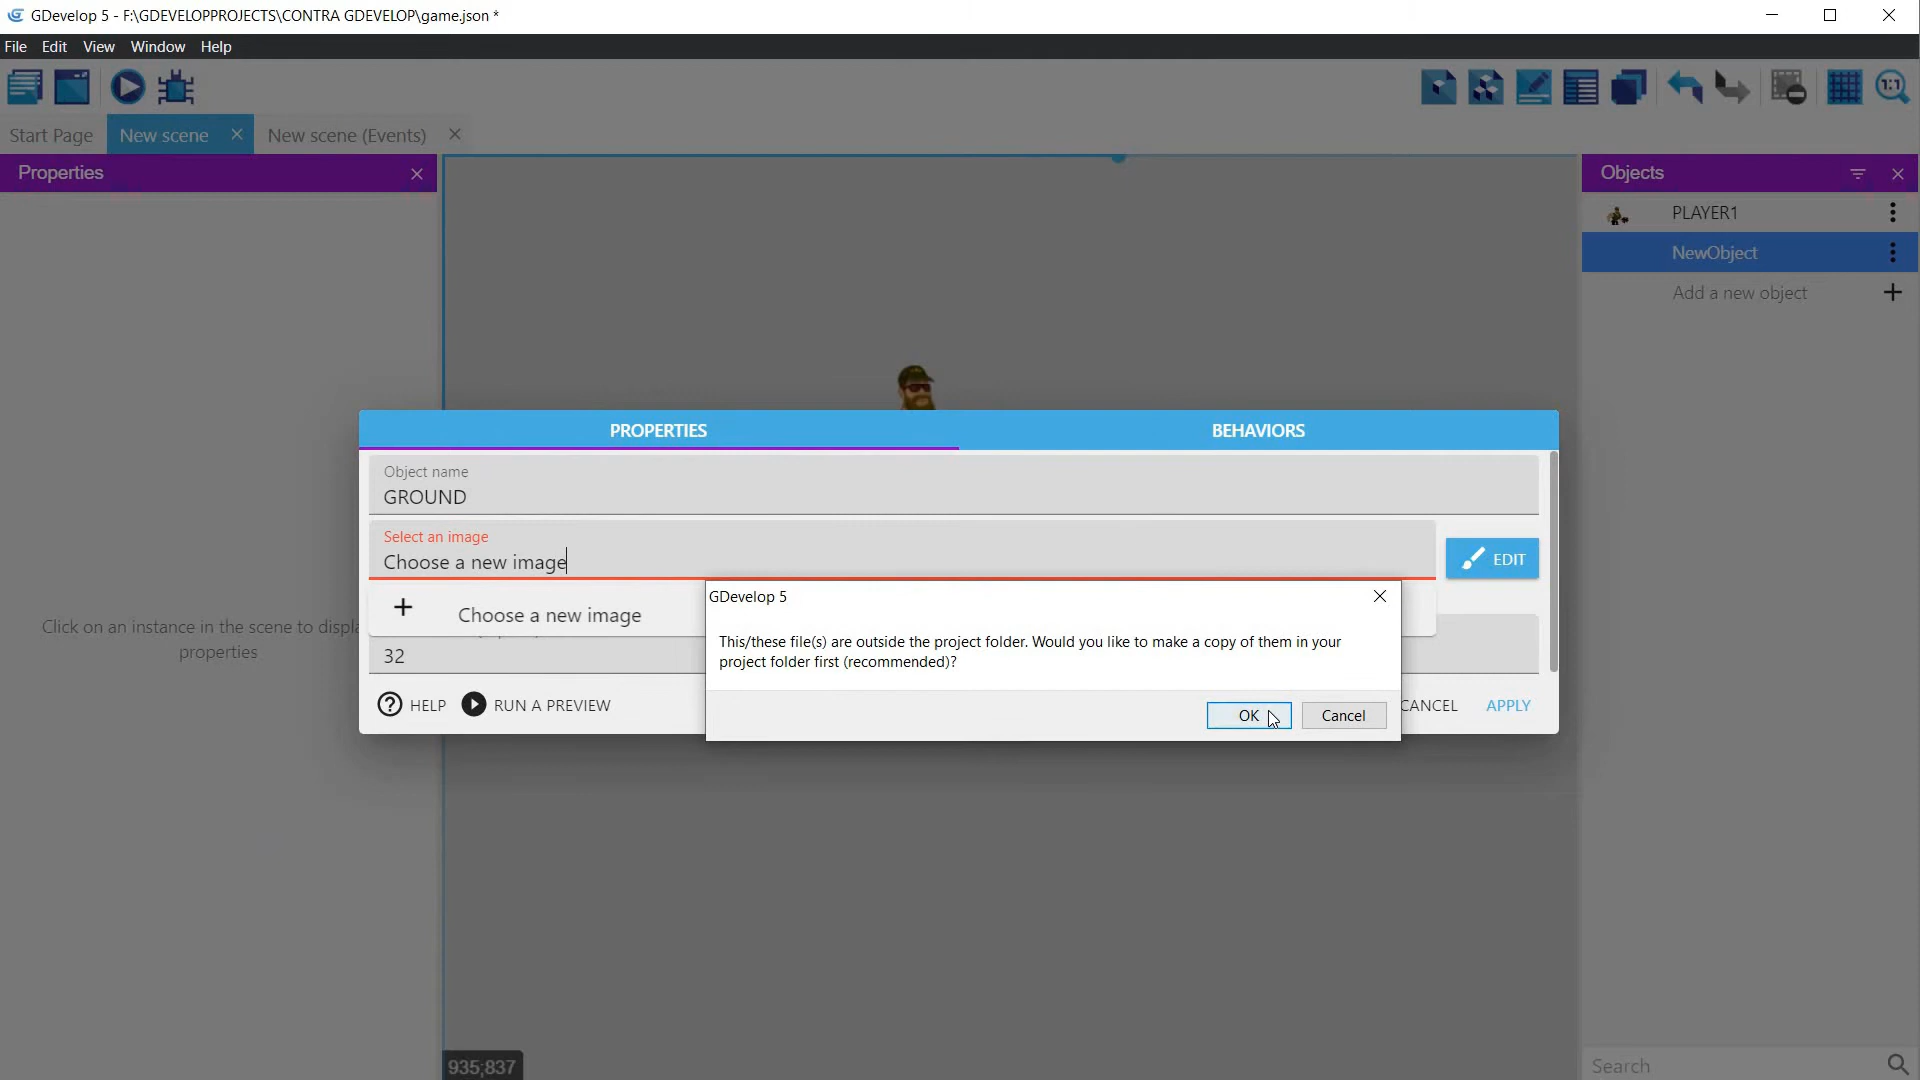 GDevelop 5 - F:\GDEVELOPPROJECTS\CONTRA GDEVELOP\game.json *
File Edit View Window Help
1:1
Start Page New scene New scene (Events)
Properties
Objects
PLAYER1
NewObject
Add a new object
PROPERTIES BEHAVIORS
Object name
GROUND
Select an image
Choose a new image
EDIT
Choose a new image
GDevelop 5
This/these file(s) are outside the project folder. Would you like to make a copy of them in your
project folder first (recommended)?
OK Cancel
32
HELP RUN A PREVIEW
CANCEL APPLY
Click on an instance in the scene to displa
properties
935;837
Search